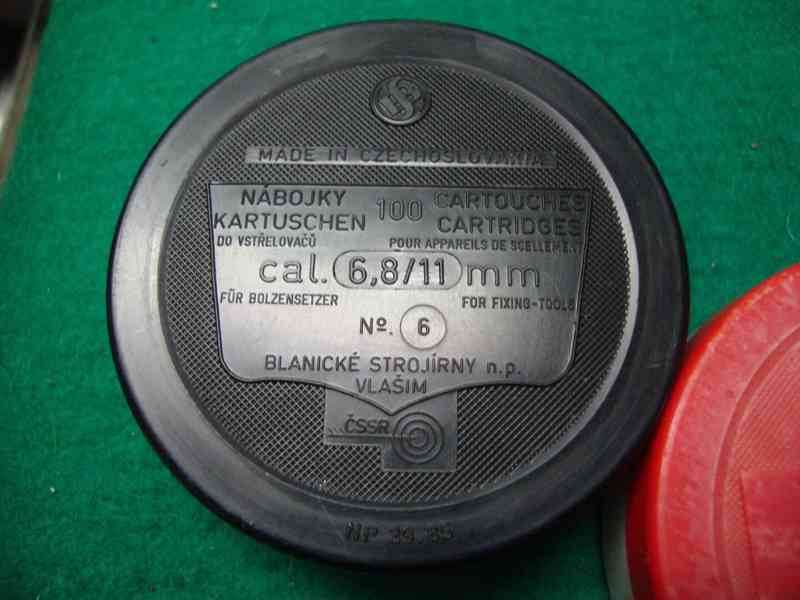 MADE IN CZECHOSLOVAKIA
NÁBOJKY 100 CARTOUCHES
KARTUSCHEN CARTRIDGES
DO VSTŘELOVAČŮ POUR APPAREILS DE SCELLEMENT
cal. 6,8/11 mm
FÜR BOLZENSETZER FOR FIXING-TOOLS
Nº. 6
BLANICKÉ STROJÍRNY n.p.
VLAŠIM
ČSSR